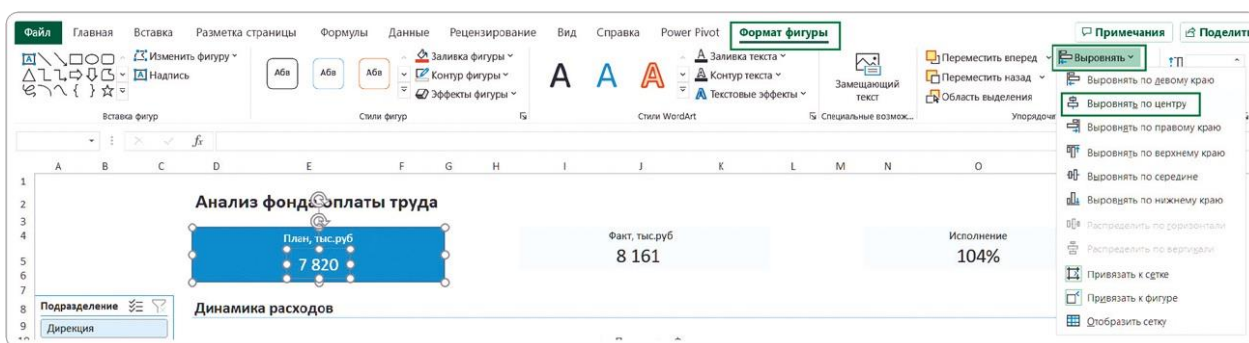 Файл Главная Вставка Разметка страницы Формулы Данные Рецензирование Вид Справка Power Pivot Формат фигуры Примечания Поделить
Изменить фигуру Абв Абв Абв Заливка фигуры А А А Заливка текста Переместить вперед Выровнять
Надпись Контур фигуры Контур текста Замещающий текст Переместить назад
Эффекты фигуры Текстовые эффекты Область выделения
Вставка фигур Стили фигур Стили WordArt Специальные возмож... Упорядоч
Выровнять по левому краю
Выровнять по центру
Выровнять по правому краю
Выровнять по верхнему краю
Выровнять по середине
Выровнять по нижнему краю
Распределить по горизонтали
Распределить по вертикали
Привязать к сетке
Привязать к фигуре
Отобразить сетку
fx
A B C D E F G H I J K L M N O
1
2 Анализ фонда оплаты труда
3
4 План, тыс.руб Факт, тыс.руб Исполнение
5 7 820 8 161 104%
6
7
8 Подразделение Динамика расходов
9 Дирекция